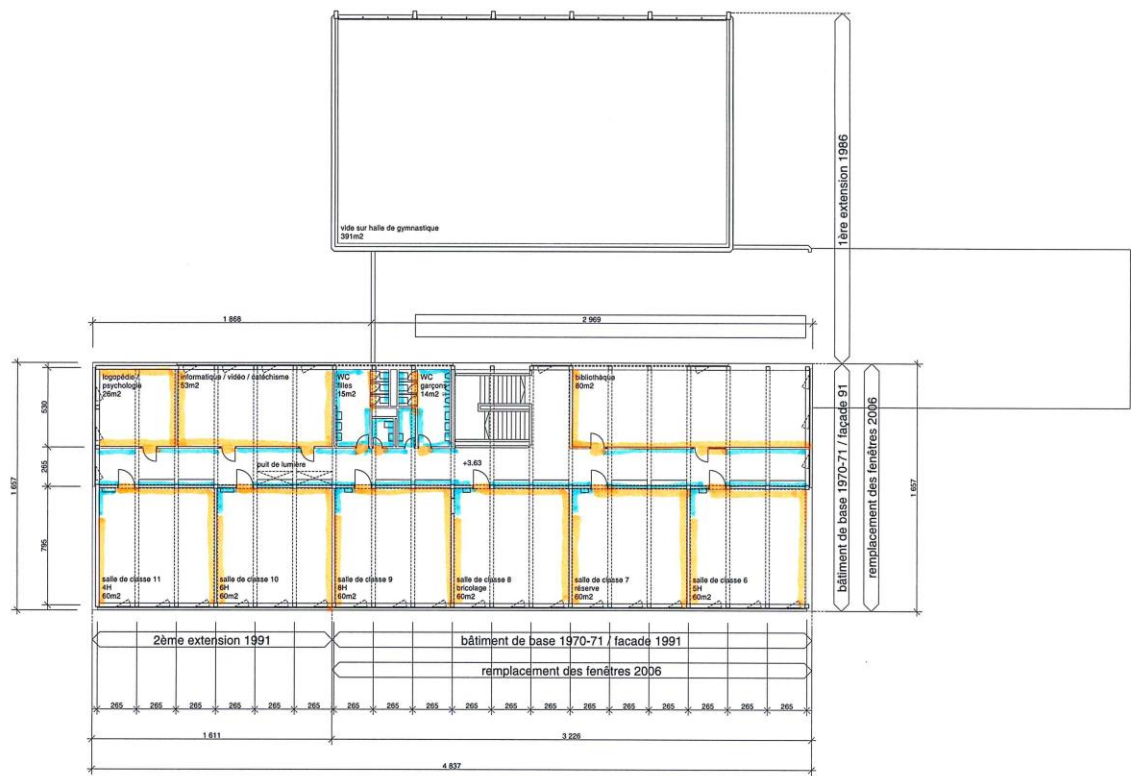 vide sur halle de gymnastique
391m2
1ère extension 1986
1 868
2 969
logopédie /
psychologie
26m2
informatique / vidéo / catéchisme
53m2
WC
filles
15m2
WC
garçons
14m2
bibliothèque
80m2
530
265
795
1 657
puit de lumière
+3.63
bâtiment de base 1970-71 / façade 91
remplacement des fenêtres 2006
1 657
salle de classe 11
4H
60m2
salle de classe 10
6H
60m2
salle de classe 9
8H
60m2
salle de classe 8
bricolage
60m2
salle de classe 7
réserve
60m2
salle de classe 6
5H
60m2
2ème extension 1991
bâtiment de base 1970-71 / facade 1991
remplacement des fenêtres 2006
265 265 265 265 265 265 265 265 265 265 265 265 265 265 265 265 265 265
1 611
3 226
4 837